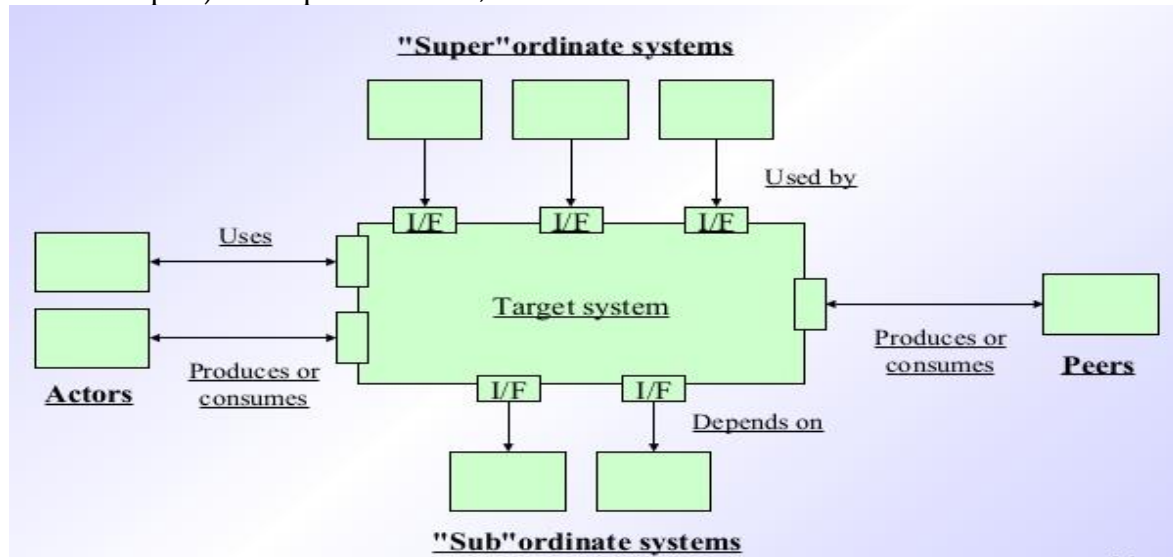 "Super"ordinate systems
Used by
I/F
I/F
I/F
Uses
Target system
Produces or
consumes
Actors
Produces or
consumes
Peers
I/F
I/F
Depends on
"Sub"ordinate systems